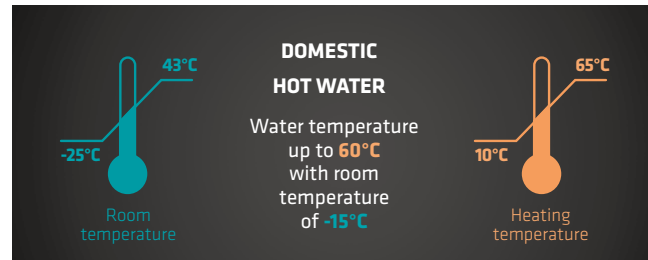 43°C
-25°C
Room
temperature
DOMESTIC
HOT WATER
Water temperature
up to 60°C
with room
temperature
of -15°C
65°C
10°C
Heating
temperature